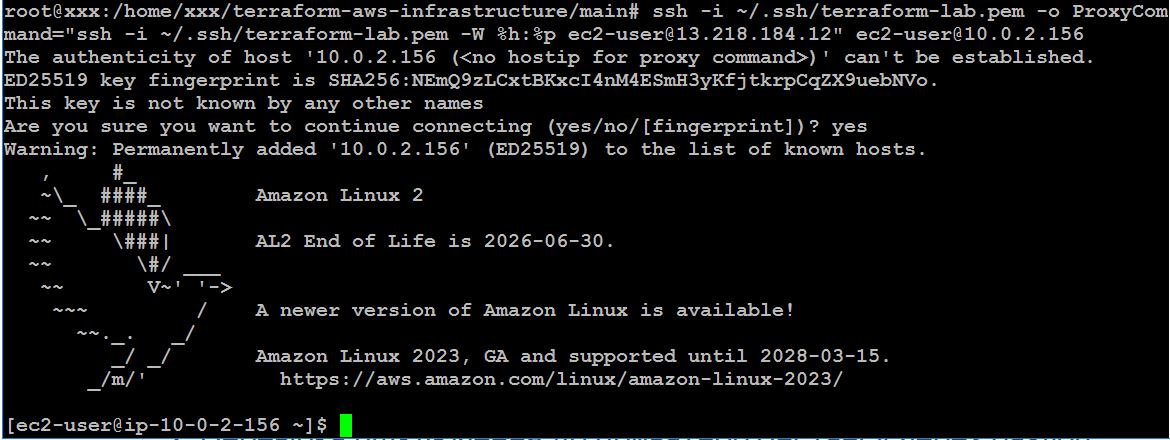 root@xxx:/home/xxx/terraform-aws-infrastructure/main# ssh -i ~/.ssh/terraform-lab.pem -o ProxyCom
mand="ssh -i ~/.ssh/terraform-lab.pem -W %h:%p ec2-user@13.218.184.12" ec2-user@10.0.2.156
The authenticity of host '10.0.2.156 (<no hostip for proxy command>)' can't be established.
ED25519 key fingerprint is SHA256:NEmQ9zLCxtBKxcI4nM4ESmH3yKfjtkrpCqZX9uebNVo.
This key is not known by any other names
Are you sure you want to continue connecting (yes/no/[fingerprint])? yes
Warning: Permanently added '10.0.2.156' (ED25519) to the list of known hosts.
   ,     #_
   ~\_  ####_        Amazon Linux 2
  ~~  \_#####\
  ~~     \###|       AL2 End of Life is 2026-06-30.
  ~~       \#/ ___
   ~~       V~' '->
    ~~~         /    A newer version of Amazon Linux is available!
      ~~._.   _/
         _/ _/       Amazon Linux 2023, GA and supported until 2028-03-15.
       _/m/'           https://aws.amazon.com/linux/amazon-linux-2023/

[ec2-user@ip-10-0-2-156 ~]$